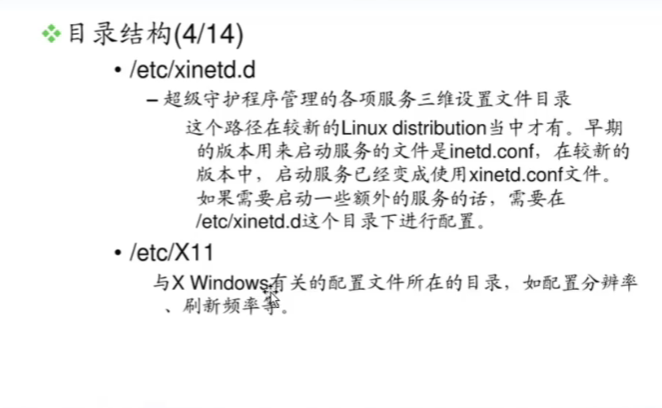 目录结构(4/14)
• /etc/xinetd.d
– 超级守护程序管理的各项服务三维设置文件目录
这个路径在较新的Linux distribution当中才有。早期
的版本用来启动服务的文件是inetd.conf，在较新的
版本中，启动服务已经变成使用xinetd.conf文件。
如果需要启动一些额外的服务的话，需要在
/etc/xinetd.d这个目录下进行配置。
• /etc/X11
与X Windows有关的配置文件所在的目录，如配置分辨率
、刷新频率等。